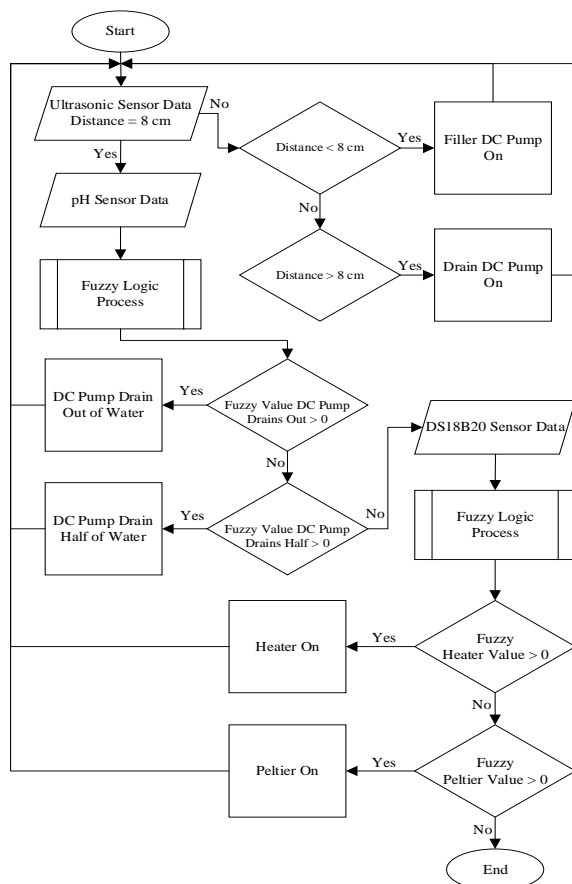 Start
Ultrasonic Sensor Data
Distance = 8 cm
No
Yes
Distance < 8 cm
Yes
Filler DC Pump
On
No
pH Sensor Data
Distance > 8 cm
Yes
Drain DC Pump
On
Fuzzy Logic
Process
DC Pump Drain
Out of Water
Yes
Fuzzy Value DC Pump
Drains Out > 0
No
DS18B20 Sensor Data
DC Pump Drain
Half of Water
Yes
Fuzzy Value DC Pump
Drains Half > 0
No
Fuzzy Logic
Process
Heater On
Yes
Fuzzy
Heater Value > 0
No
Peltier On
Yes
Fuzzy
Peltier Value > 0
No
End